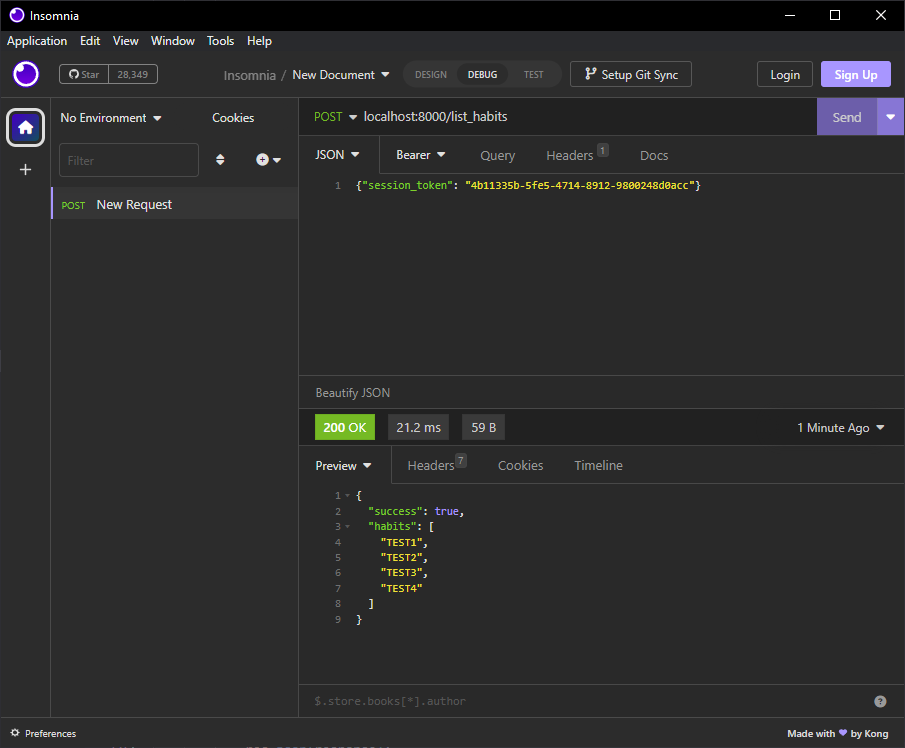 Insomnia
Application Edit View Window Tools Help
Star 28,349 Insomnia / New Document DESIGN DEBUG TEST Setup Git Sync Login Sign Up
No Environment Cookies
Filter
POST New Request
POST localhost:8000/list_habits Send
JSON Bearer Query Headers 1 Docs
1 {"session_token": "4b11335b-5fe5-4714-8912-9800248d0acc"}
Beautify JSON
200 OK 21.2 ms 59 B 1 Minute Ago
Preview Headers 7 Cookies Timeline
1 {
2 "success": true,
3 "habits": [
4 "TEST1",
5 "TEST2",
6 "TEST3",
7 "TEST4"
8 ]
9 }
$.store.books[*].author
Preferences Made with by Kong